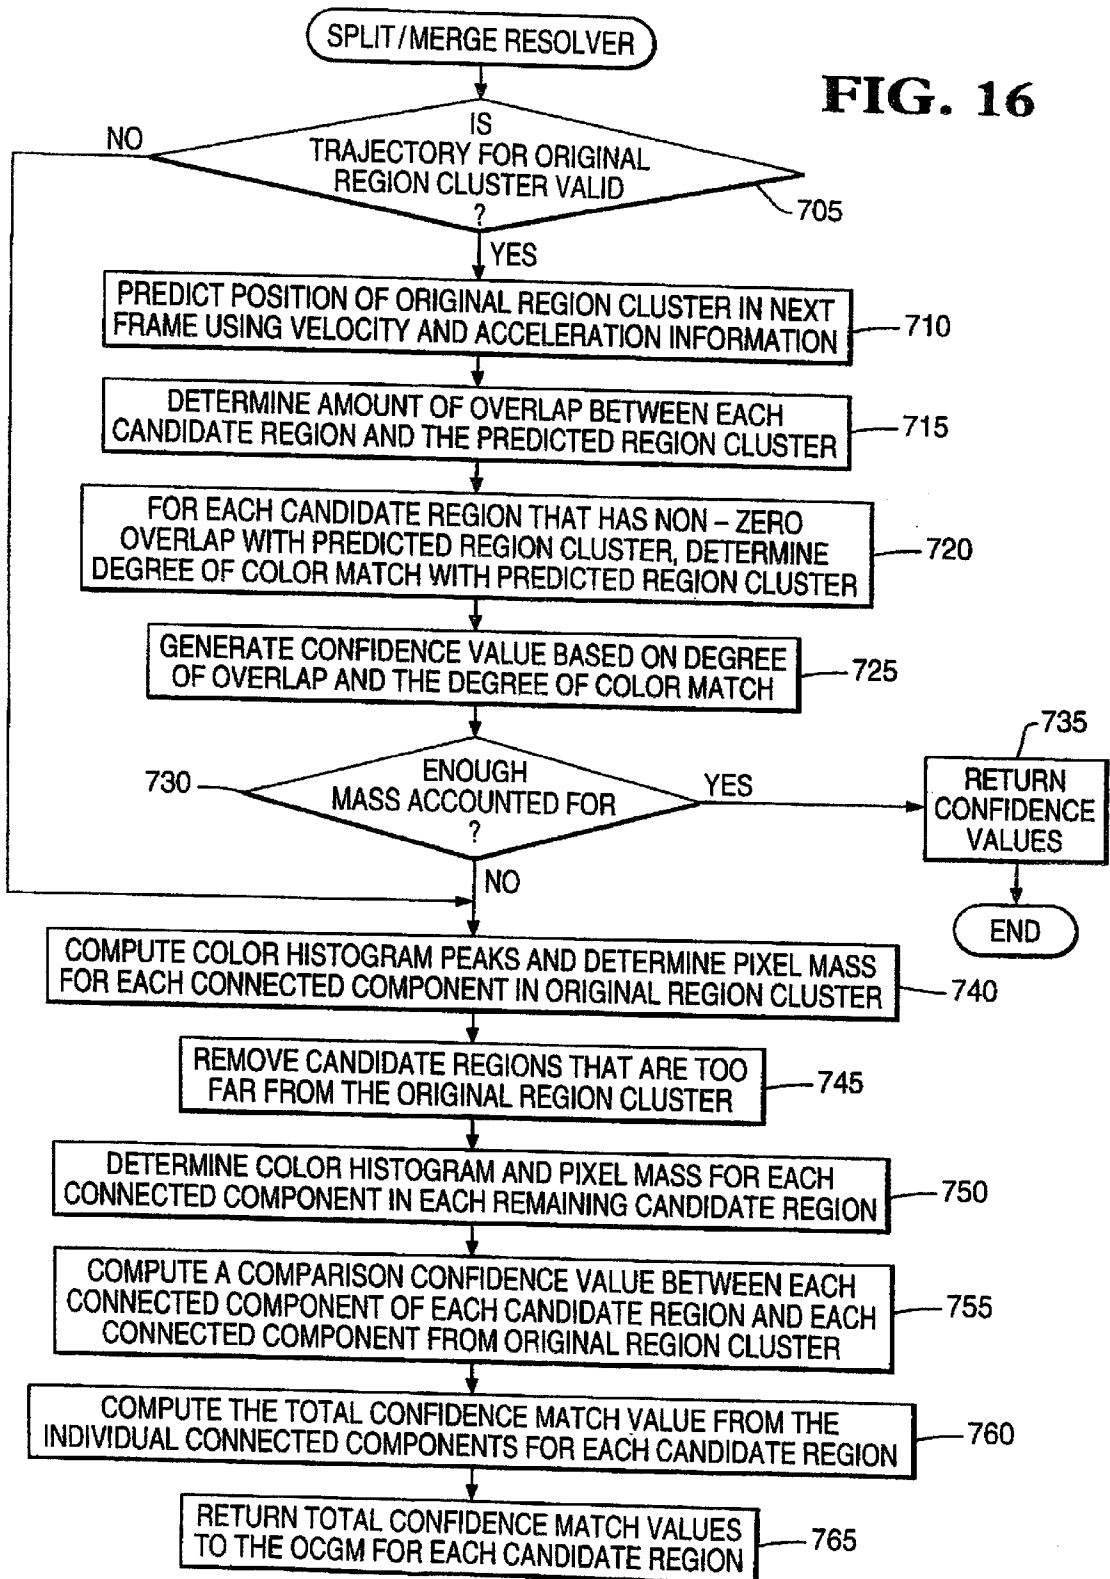 SPLIT/MERGE RESOLVER
FIG. 16
NO
IS
TRAJECTORY FOR ORIGINAL
REGION CLUSTER VALID
?
705
YES
PREDICT POSITION OF ORIGINAL REGION CLUSTER IN NEXT
FRAME USING VELOCITY AND ACCELERATION INFORMATION
710
DETERMINE AMOUNT OF OVERLAP BETWEEN EACH
CANDIDATE REGION AND THE PREDICTED REGION CLUSTER
715
FOR EACH CANDIDATE REGION THAT HAS NON – ZERO
OVERLAP WITH PREDICTED REGION CLUSTER, DETERMINE
DEGREE OF COLOR MATCH WITH PREDICTED REGION CLUSTER
720
GENERATE CONFIDENCE VALUE BASED ON DEGREE
OF OVERLAP AND THE DEGREE OF COLOR MATCH
725
730
ENOUGH
MASS ACCOUNTED FOR
?
YES
735
RETURN
CONFIDENCE
VALUES
NO
END
COMPUTE COLOR HISTOGRAM PEAKS AND DETERMINE PIXEL MASS
FOR EACH CONNECTED COMPONENT IN ORIGINAL REGION CLUSTER
740
REMOVE CANDIDATE REGIONS THAT ARE TOO
FAR FROM THE ORIGINAL REGION CLUSTER
745
DETERMINE COLOR HISTOGRAM AND PIXEL MASS FOR EACH
CONNECTED COMPONENT IN EACH REMAINING CANDIDATE REGION
750
COMPUTE A COMPARISON CONFIDENCE VALUE BETWEEN EACH
CONNECTED COMPONENT OF EACH CANDIDATE REGION AND EACH
CONNECTED COMPONENT FROM ORIGINAL REGION CLUSTER
755
COMPUTE THE TOTAL CONFIDENCE MATCH VALUE FROM THE
INDIVIDUAL CONNECTED COMPONENTS FOR EACH CANDIDATE REGION
760
RETURN TOTAL CONFIDENCE MATCH VALUES
TO THE OCGM FOR EACH CANDIDATE REGION
765